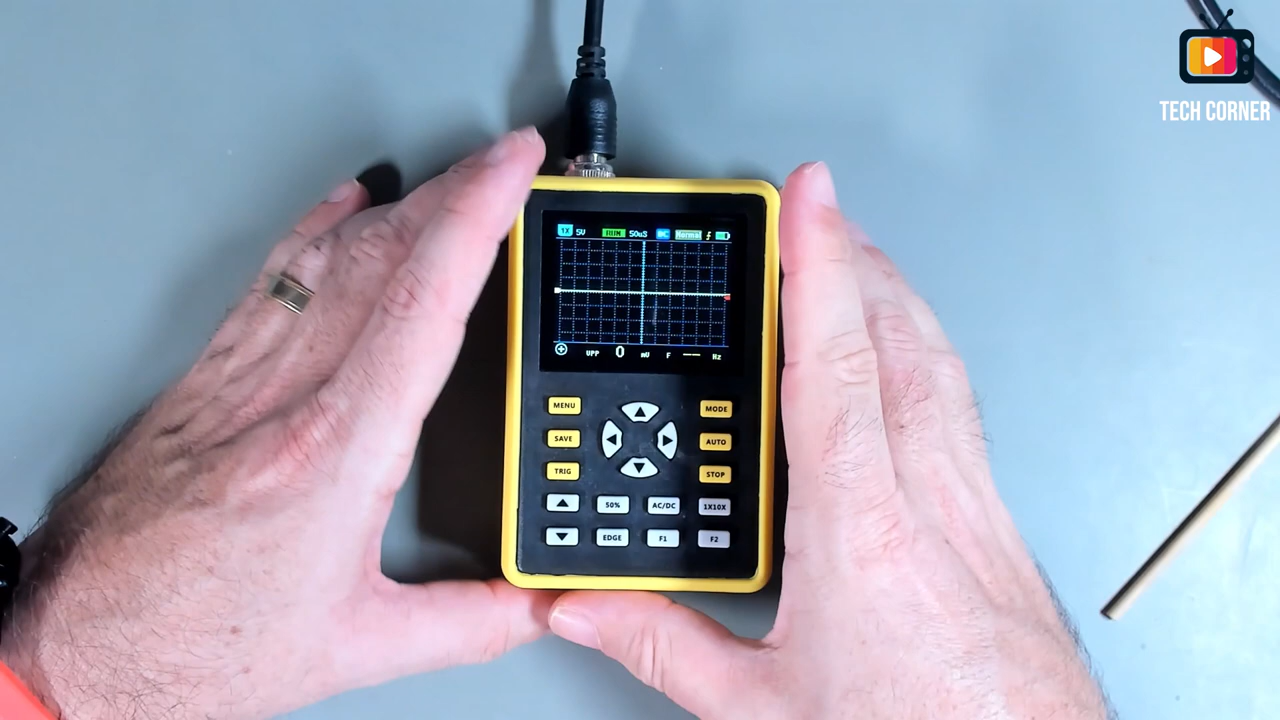 TECH CORNER
1X 5V RUN 50uS DC Normal
VPP 0 mV F ---- Hz
MENU MODE
SAVE AUTO
TRIG STOP
50% AC/DC 1X10X
EDGE F1 F2